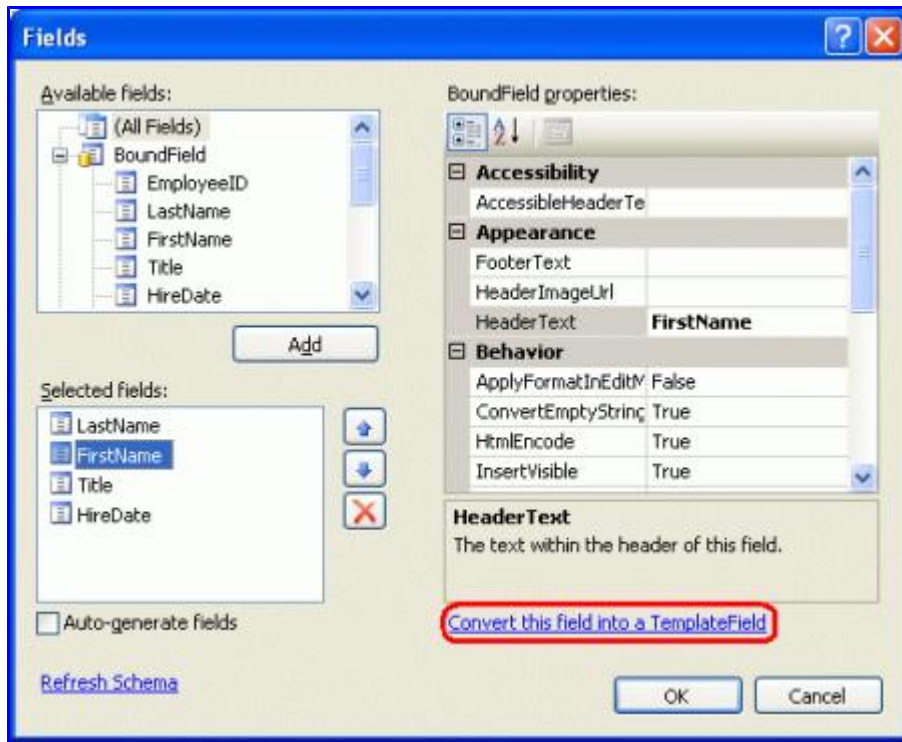 Fields
Available fields:
(All Fields)
BoundField
EmployeeID
LastName
FirstName
Title
HireDate
Add
Selected fields:
LastName
FirstName
Title
HireDate
Auto-generate fields
Refresh Schema
BoundField properties:
Accessibility
AccessibleHeaderTe
Appearance
FooterText
HeaderImageUrl
HeaderText FirstName
Behavior
ApplyFormatInEditM False
ConvertEmptyString True
HtmlEncode True
InsertVisible True
HeaderText
The text within the header of this field.
Convert this field into a TemplateField
OK Cancel